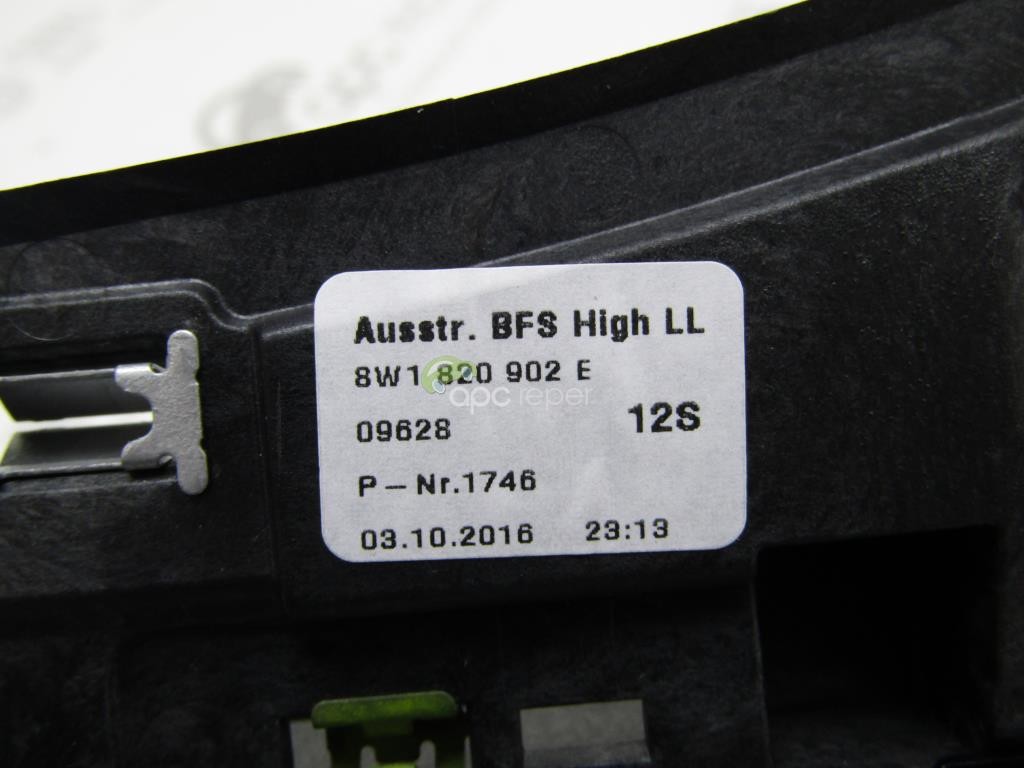 Ausstr. BFS High LL
8W1 820 902 E
apc reper
09628 12S
P-Nr.1746
03.10.2016 23:13